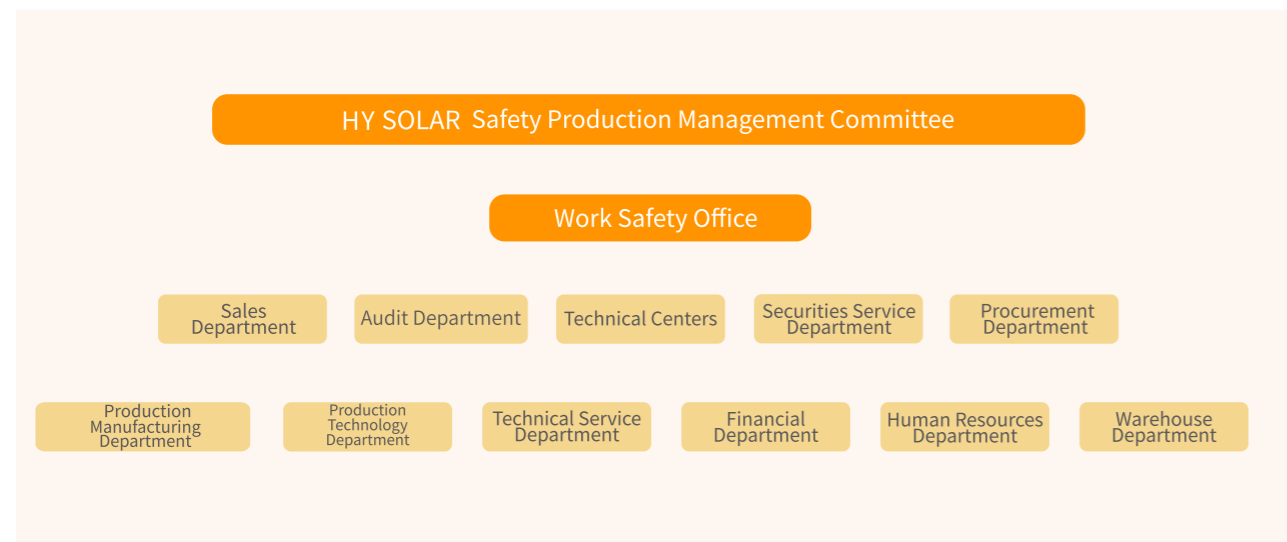 HY SOLAR Safety Production Management Committee
Work Safety Office
Sales
Department
Audit Department
Technical Centers
Securities Service
Department
Procurement
Department
Production
Manufacturing
Department
Production
Technology
Department
Technical Service
Department
Financial
Department
Human Resources
Department
Warehouse
Department